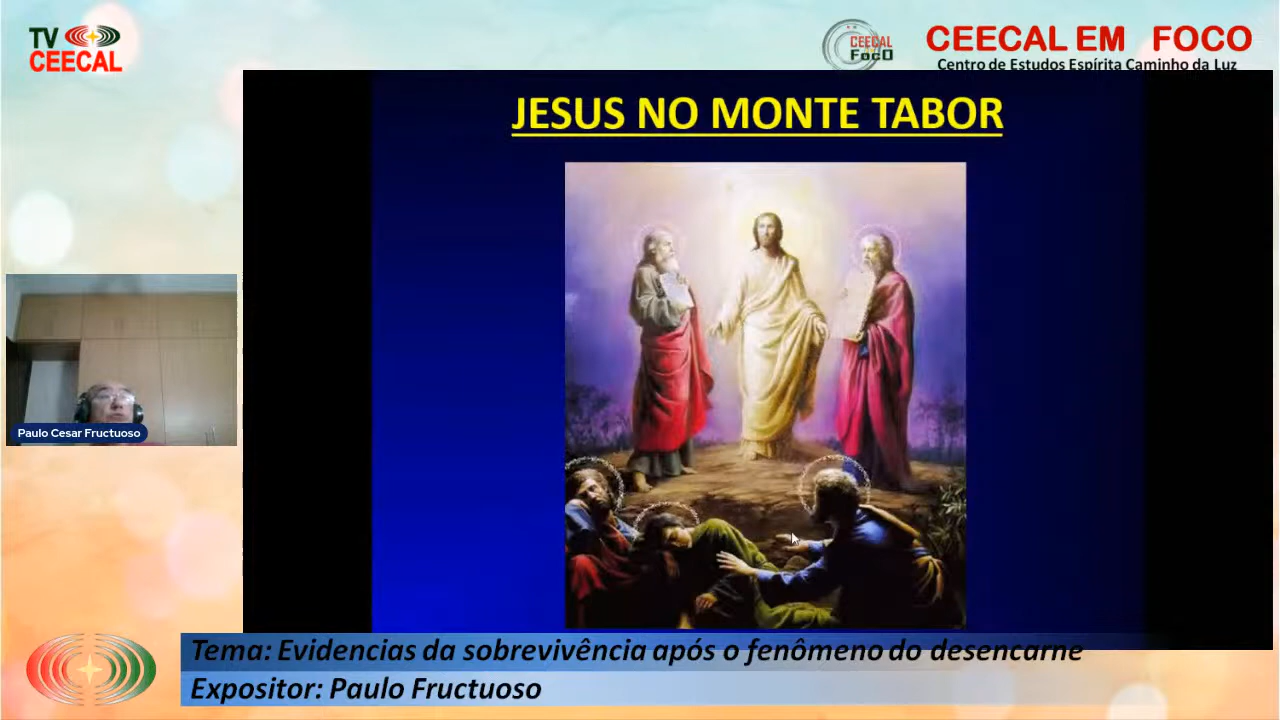 TV
CEECAL
CEECAL
FocO
CEECAL EM FOCO
Centro de Estudos Espírita Caminho da Luz
JESUS NO MONTE TABOR
Paulo Cesar Fructuoso
Tema: Evidencias da sobrevivência após o fenômeno do desencarne
Expositor: Paulo Fructuoso